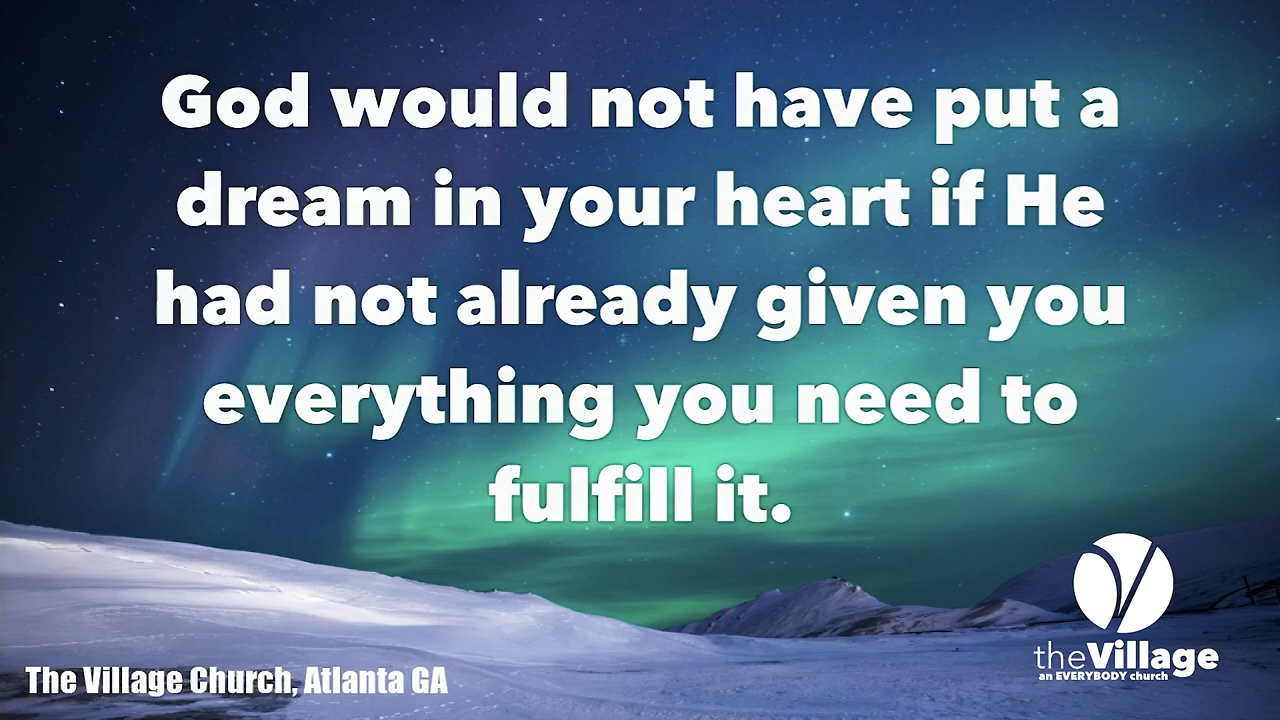 God would not have put a
dream in your heart if He
had not already given you
everything you need to
fulfill it.
theVillage
an EVERYBODY church
The Village Church, Atlanta GA